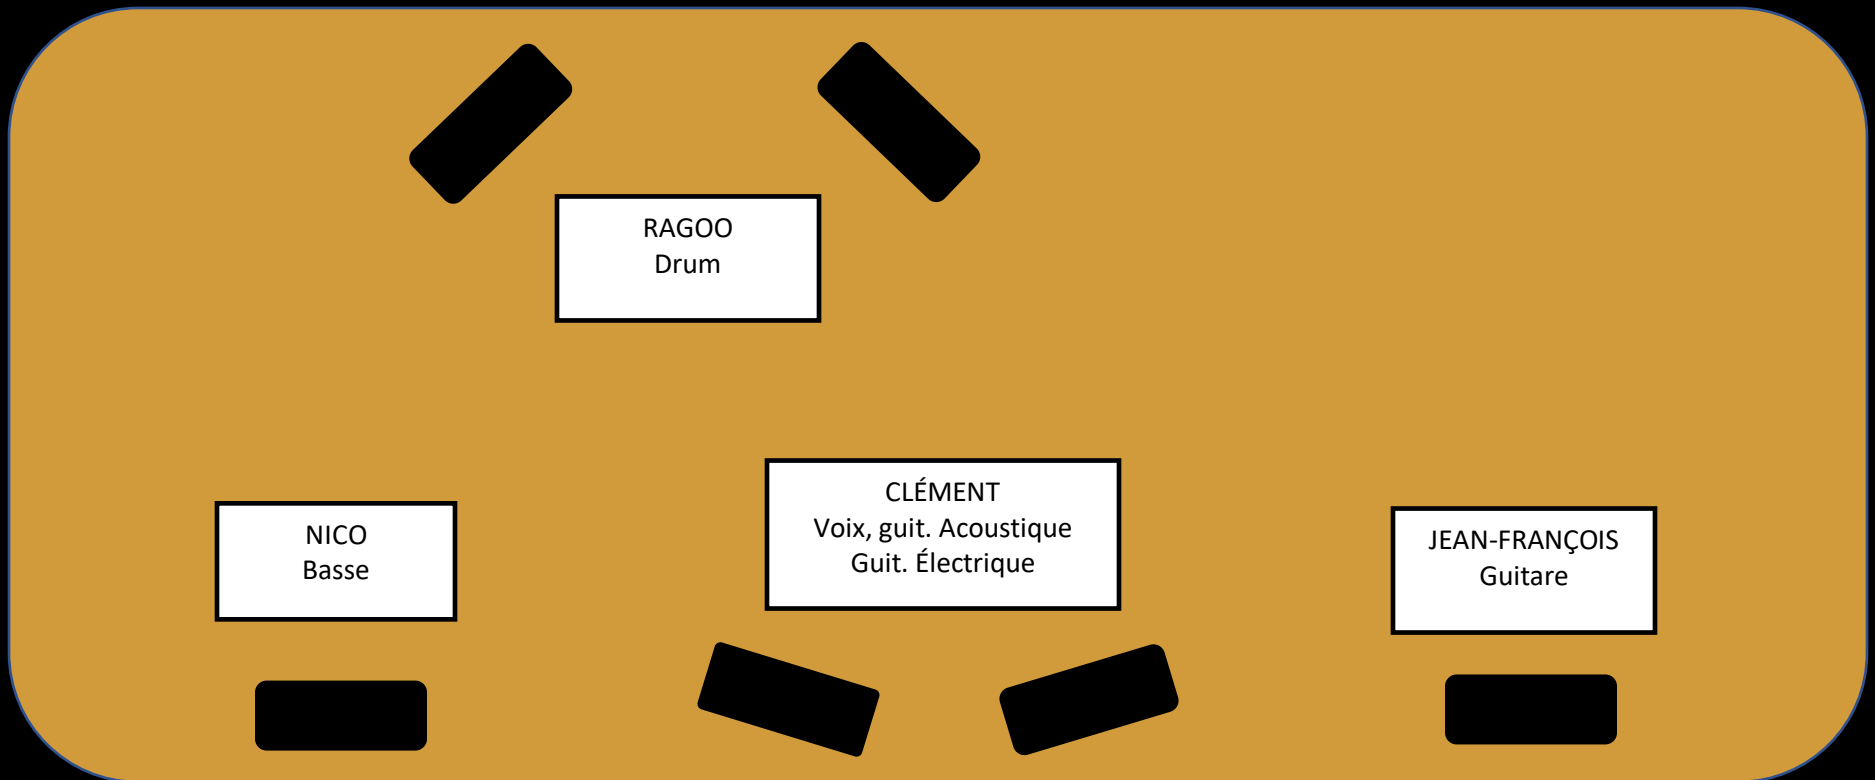 RAGOO
Drum
NICO
Basse
CLÉMENT
Voix, guit. Acoustique
Guit. Électrique
JEAN-FRANÇOIS
Guitare